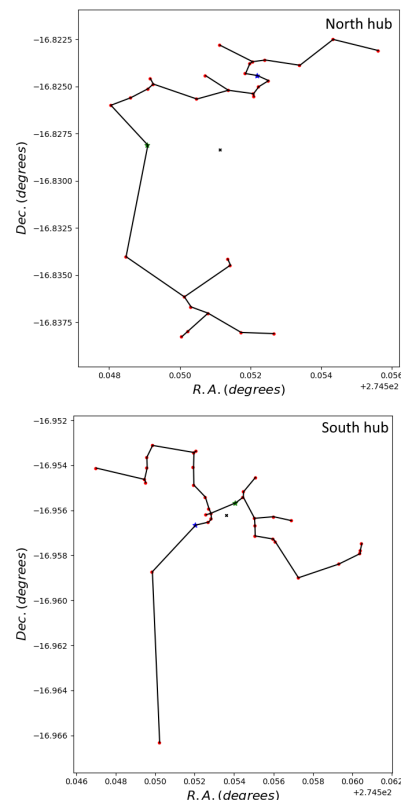 North hub
−16.8225
−16.8250
−16.8275
−16.8300
−16.8325
−16.8350
−16.8375
Dec. (degrees)
0.048 0.050 0.052 0.054 0.056
+2.745e2
R.A. (degrees)
South hub
−16.952
−16.954
−16.956
−16.958
−16.960
−16.962
−16.964
−16.966
Dec. (degrees)
0.046 0.048 0.050 0.052 0.054 0.056 0.058 0.060 0.062
+2.745e2
R.A. (degrees)